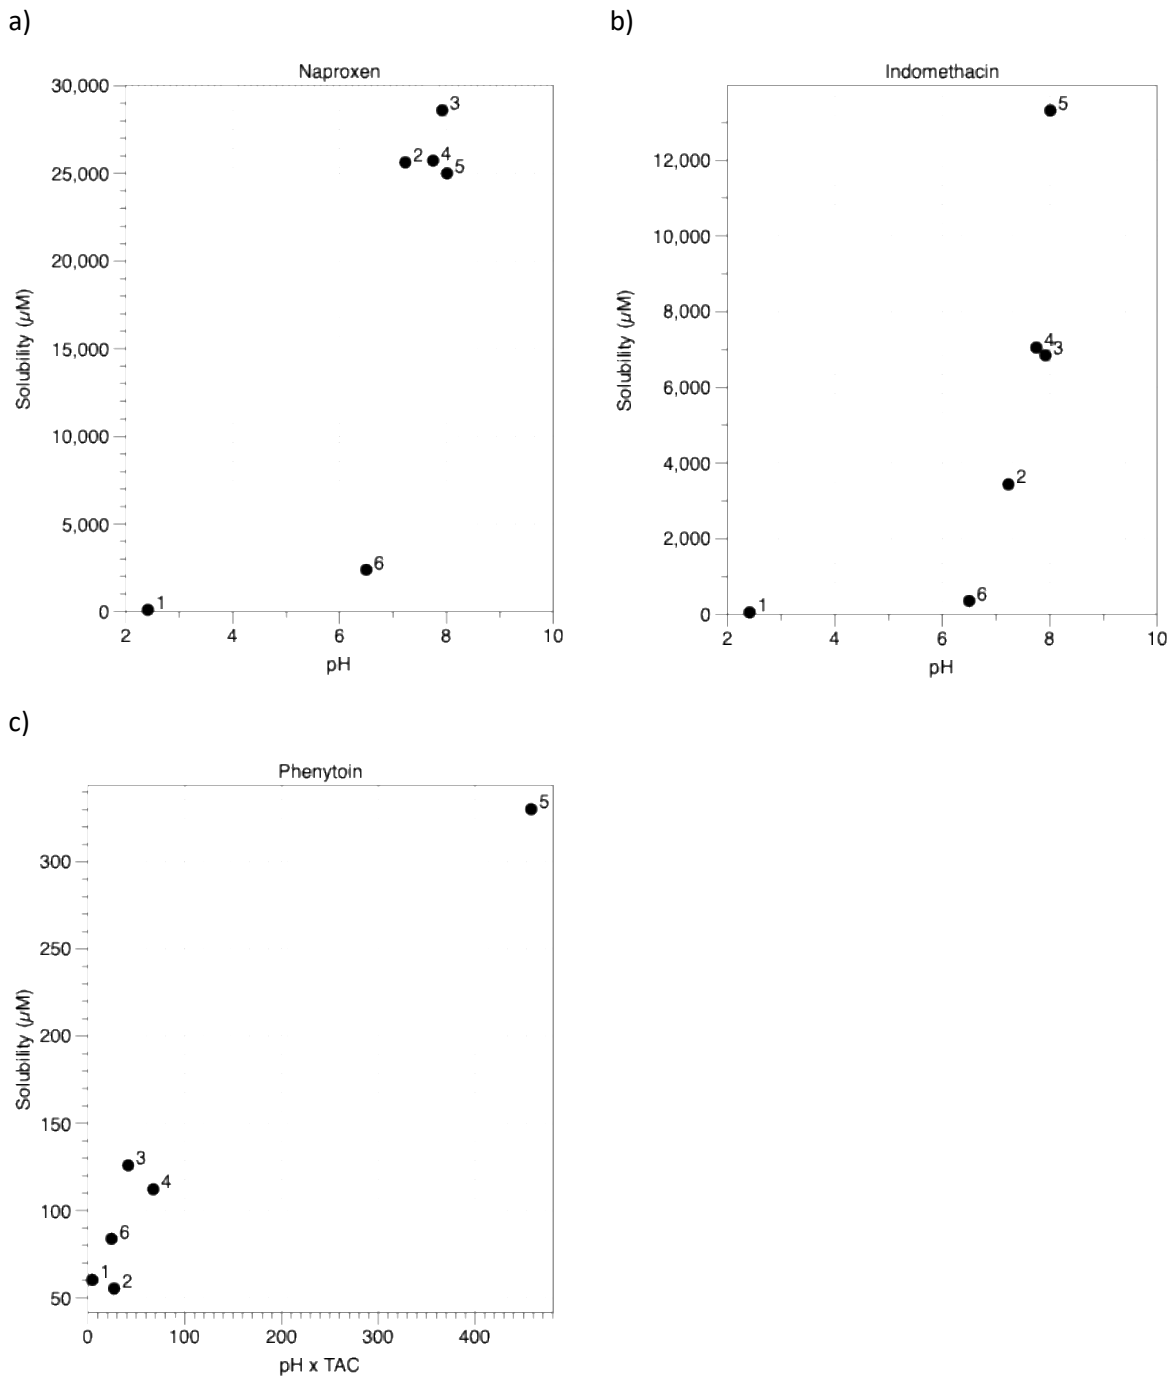 a)
Naproxen
30,000
25,000
20,000
15,000
10,000
5,000
0
Solubility (µM)
3
2
4
5
6
1
2 4 6 8 10
pH
b)
Indomethacin
12,000
10,000
8,000
6,000
4,000
2,000
0
Solubility (µM)
5
4
3
2
6
1
2 4 6 8 10
pH
c)
Phenytoin
300
250
200
150
100
50
Solubility (µM)
5
3
4
6
1
2
0 100 200 300 400
pH x TAC